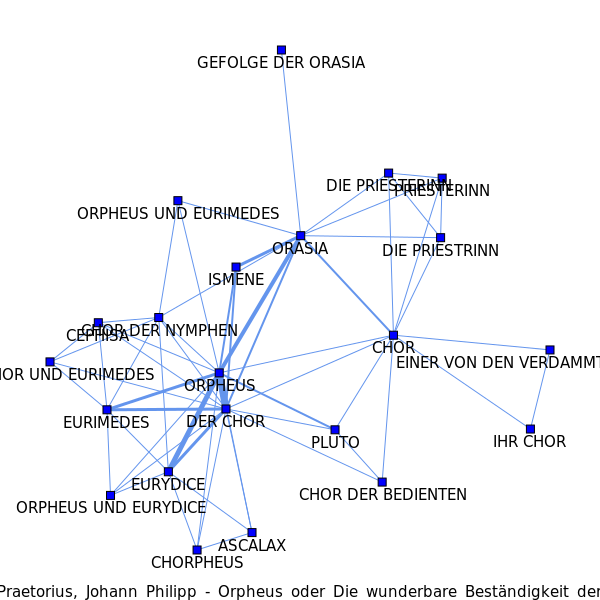 GEFOLGE DER ORASIA
DIE PRIESTERINN
PRIESTERINN
ORPHEUS UND EURIMEDES
ORASIA
DIE PRIESTRINN
ISMENE
CHOR DER NYMPHEN
CEPHISA
CHOR
EINER VON DEN VERDAMMT
HOR UND EURIMEDES
ORPHEUS
EURIMEDES
DER CHOR
PLUTO
IHR CHOR
EURYDICE
CHOR DER BEDIENTEN
ORPHEUS UND EURYDICE
ASCALAX
CHORPHEUS
Praetorius, Johann Philipp - Orpheus oder Die wunderbare Beständigkeit der